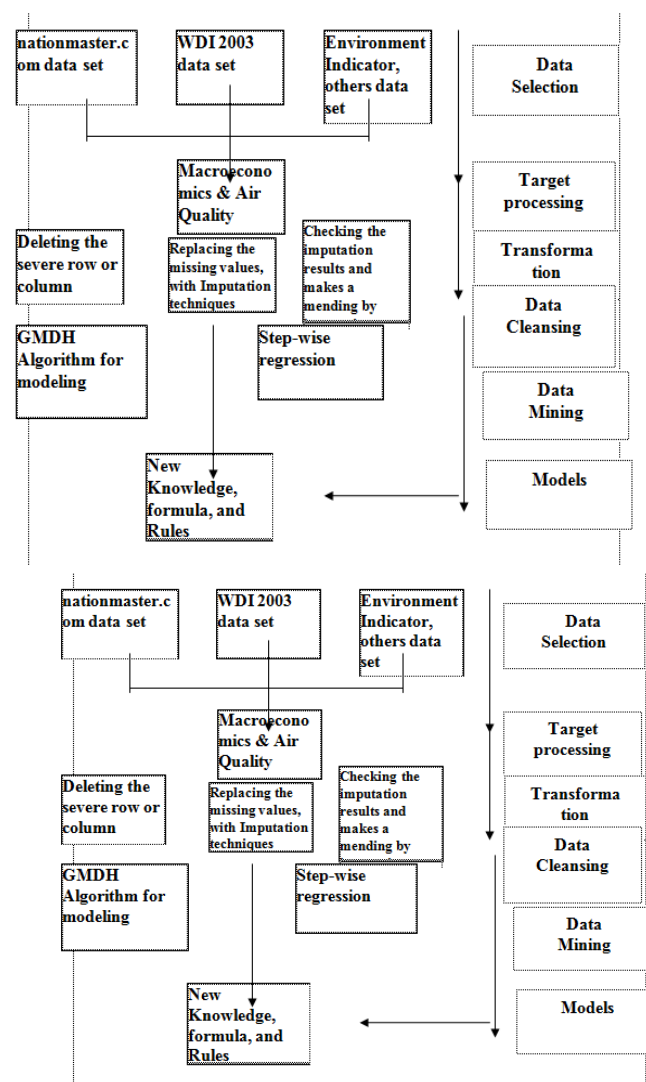 nationmaster.c
om data set
WDI 2003
data set
Environment
Indicator,
others data
set
Data
Selection
Macroecono
mics & Air
Quality
Target
processing
Deleting the
severe row or
column
Replacing the
missing values,
with Imputation
techniques
Checking the
imputation
results and
makes a
mending by
Transforma
tion
Data
Cleansing
GMDH
Algorithm for
modeling
Step-wise
regression
Data
Mining
New
Knowledge,
formula, and
Rules
Models
nationmaster.c
om data set
WDI 2003
data set
Environment
Indicator,
others data
set
Data
Selection
Macroecono
mics & Air
Quality
Target
processing
Deleting the
severe row or
column
Replacing the
missing values,
with Imputation
techniques
Checking the
imputation
results and
makes a
mending by
Transforma
tion
Data
Cleansing
GMDH
Algorithm for
modeling
Step-wise
regression
Data
Mining
New
Knowledge,
formula, and
Rules
Models